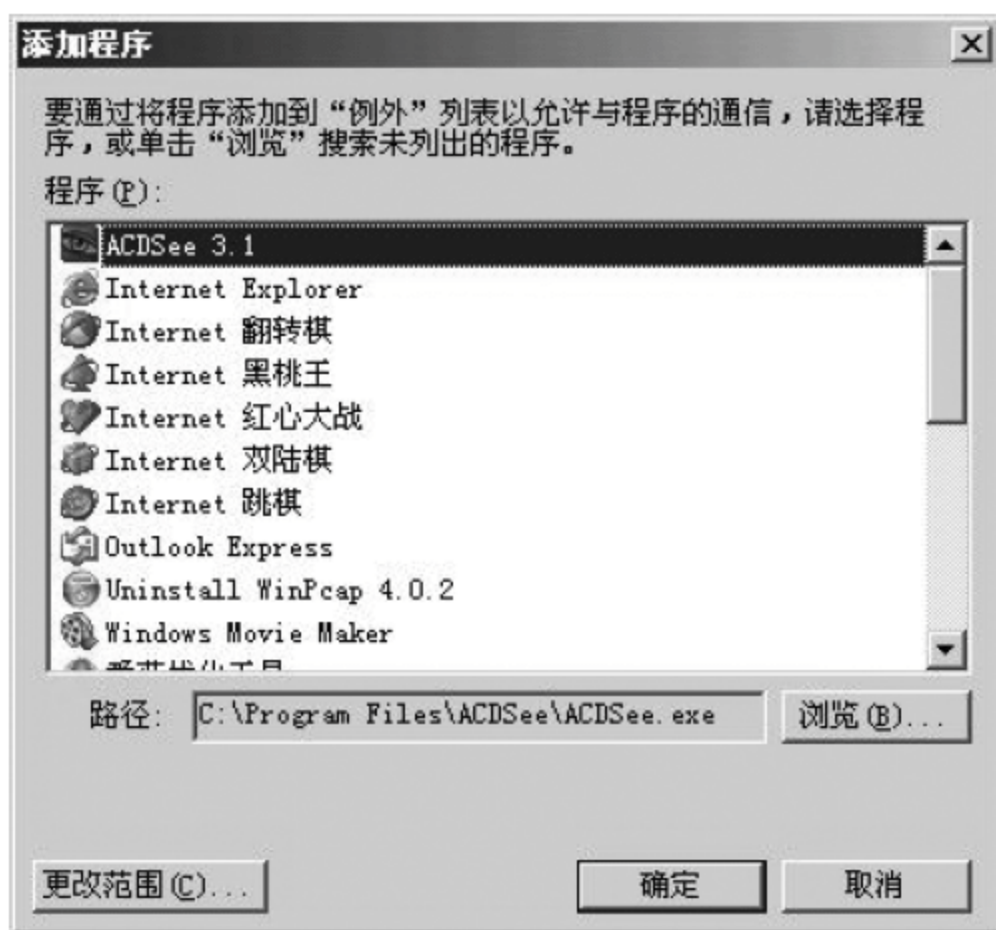 添加程序
要通过将程序添加到“例外”列表以允许与程序的通信，请选择程
序，或单击“浏览”搜索未列出的程序。
程序(P):
ACDSee 3.1
Internet Explorer
Internet 翻转棋
Internet 黑桃王
Internet 红心大战
Internet 双陆棋
Internet 跳棋
Outlook Express
Uninstall WinPcap 4.0.2
Windows Movie Maker
路径: C:\Program Files\ACDSee\ACDSee.exe 浏览(B)...
更改范围(C)... 确定 取消